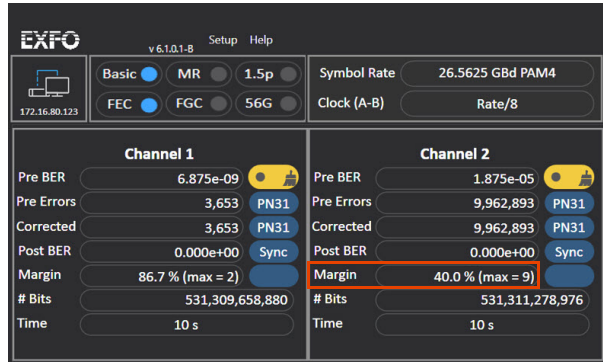 EXFO
v 6.1.0.1-B Setup Help
172.16.80.123
Basic MR 1.5p
FEC FGC 56G
Symbol Rate 26.5625 GBd PAM4
Clock (A-B) Rate/8
Channel 1
Pre BER 6.875e-09
Pre Errors 3,653 PN31
Corrected 3,653 PN31
Post BER 0.000e+00 Sync
Margin 86.7 % (max = 2)
# Bits 531,309,658,880
Time 10 s
Channel 2
Pre BER 1.875e-05
Pre Errors 9,962,893 PN31
Corrected 9,962,893 PN31
Post BER 0.000e+00 Sync
Margin 40.0 % (max = 9)
# Bits 531,311,278,976
Time 10 s